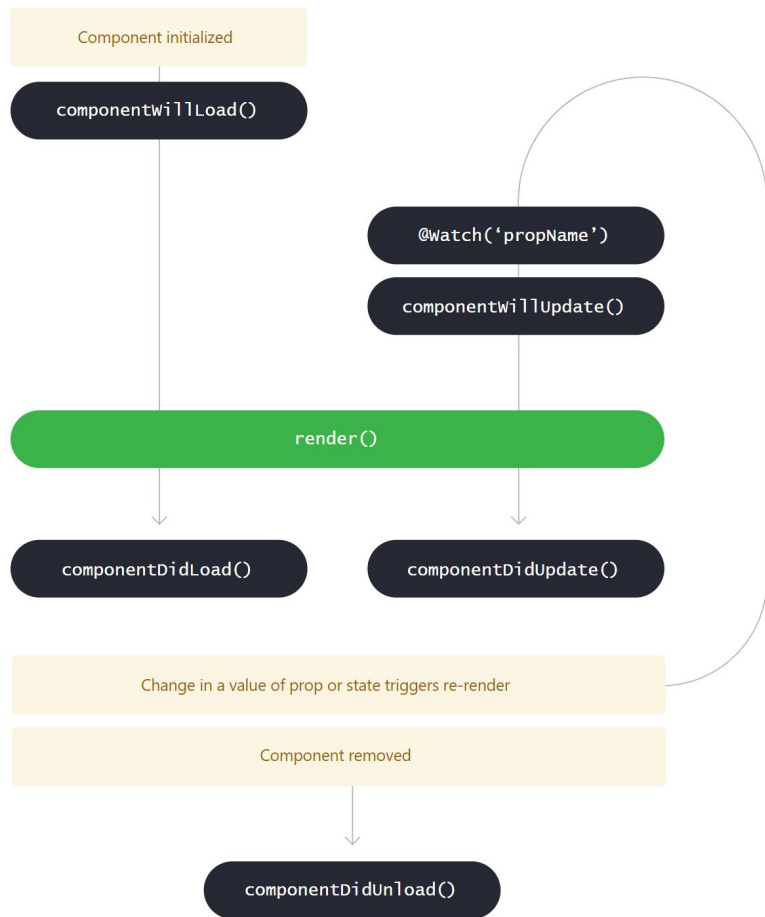 Component initialized
componentWillLoad()
@Watch(‘propName’)
componentWillUpdate()
render()
componentDidLoad()
componentDidUpdate()
Change in a value of prop or state triggers re-render
Component removed
componentDidUnload()